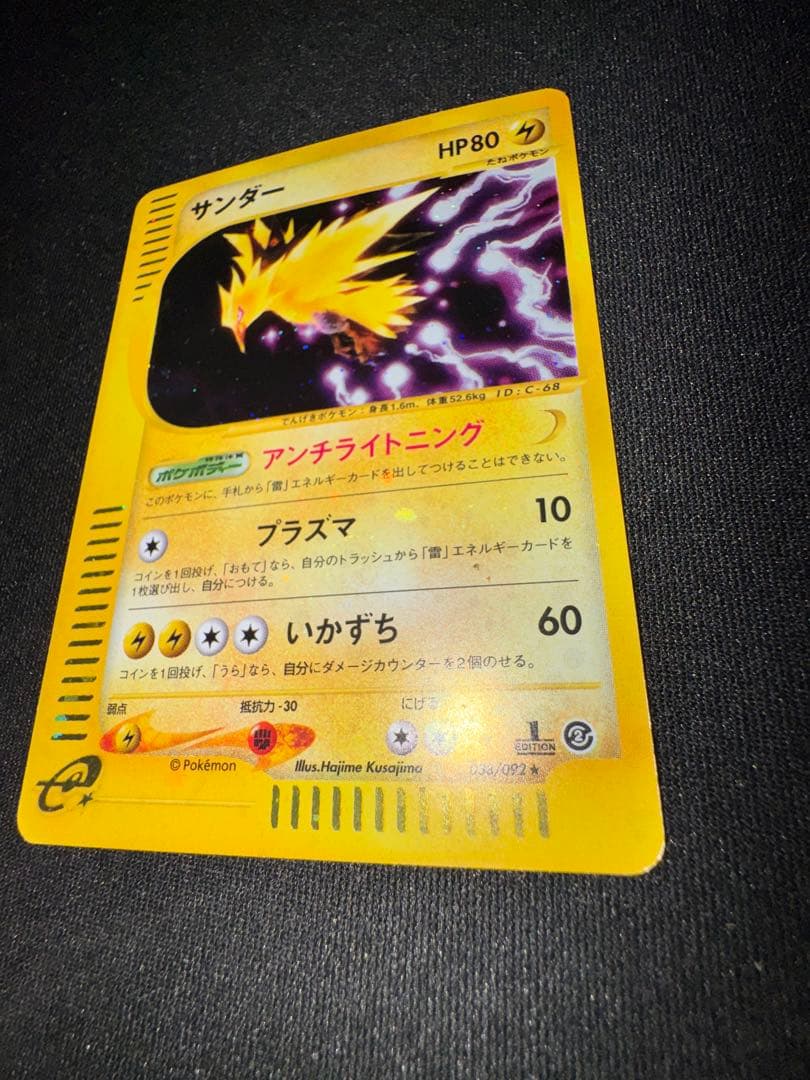 サンダー HP80
たねポケモン
でんげきポケモン：身長1.6m、体重52.6kg ID：C-68
特殊体質
ポケボディー アンチライトニング
このポケモンに、手札から「雷」エネルギーカードを出してつけることはできない。
プラズマ 10
コインを1回投げ、「おもて」なら、自分のトラッシュから「雷」エネルギーカードを
1枚選び出し、自分につける。
いかずち 60
コインを1回投げ、「うら」なら、自分にダメージカウンターを2個のせる。
弱点 抵抗力-30 にげる
1 EDITION 2
© Pokémon Illus.Hajime Kusajima 038/092★
e